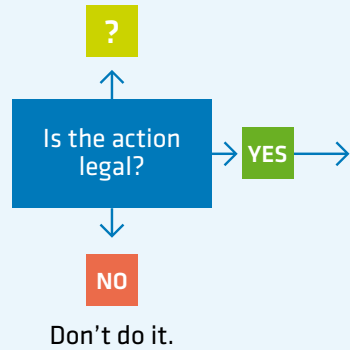 ?
Is the action
legal?
YES
NO
Don’t do it.